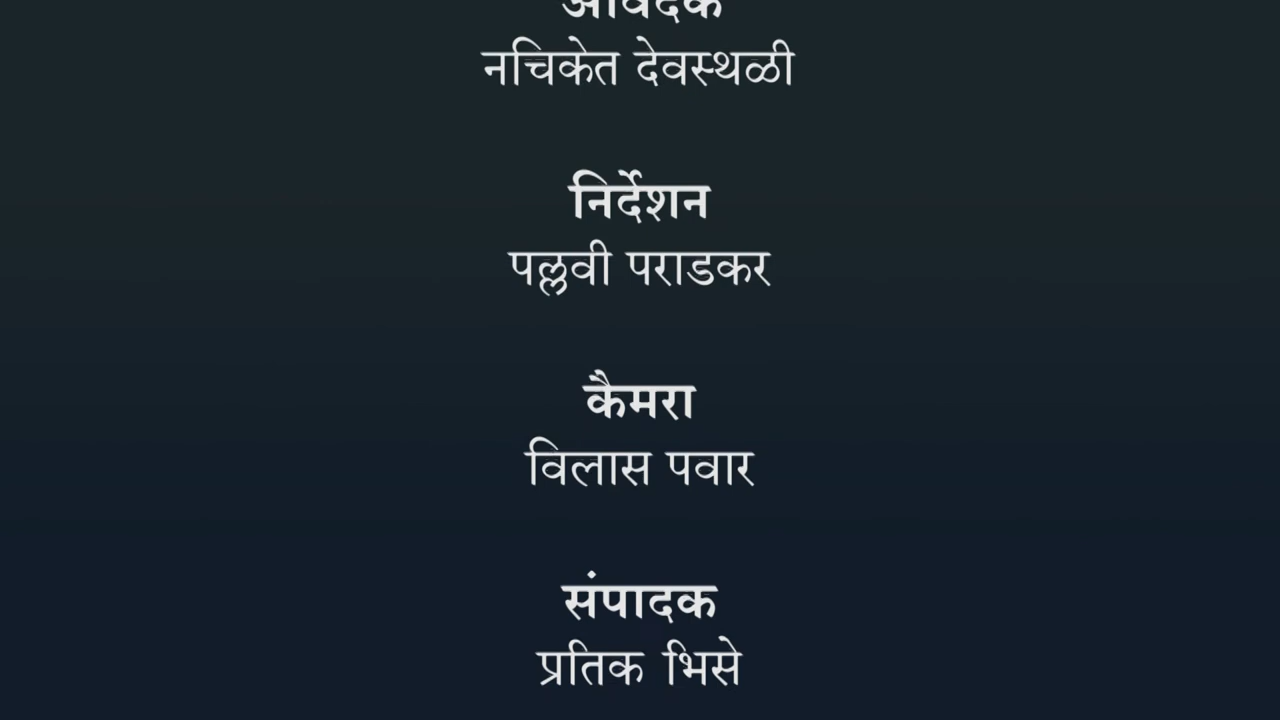 नचिकेत देवस्थळी
निर्देशन
पल्लवी पराडकर
कैमरा
विलास पवार
संपादक
प्रतिक भिसे